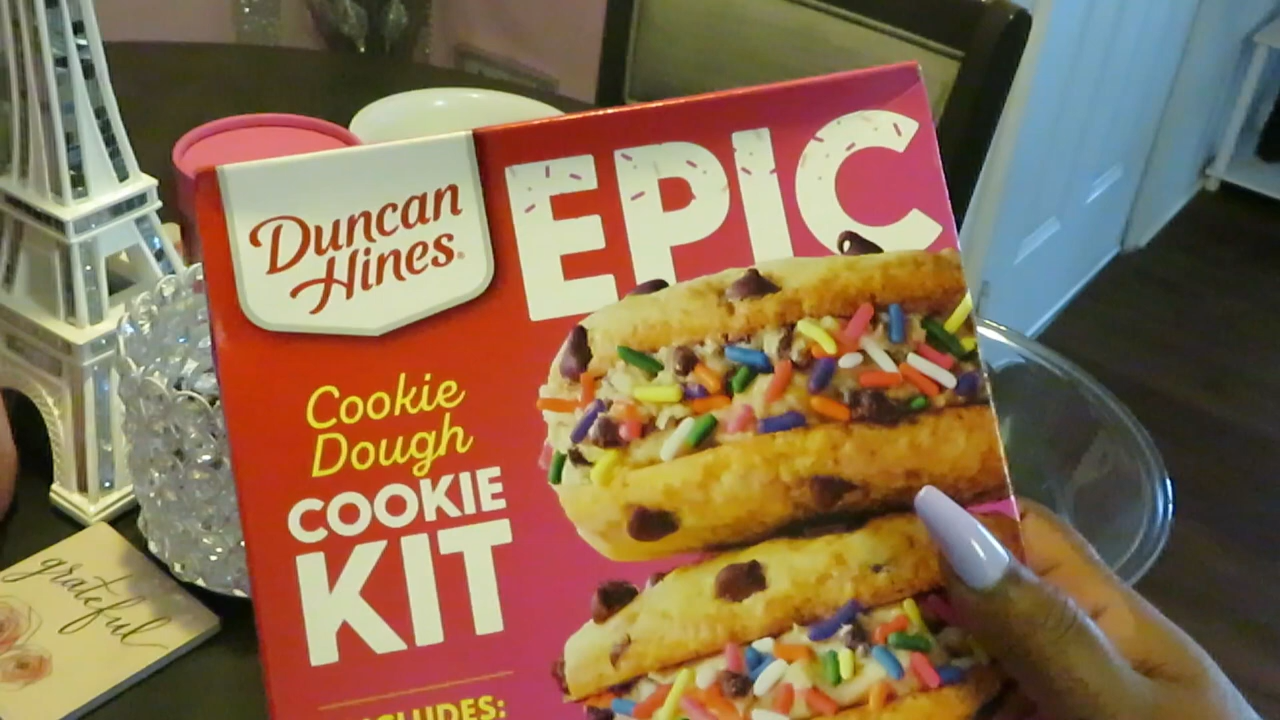 Duncan
Hines®
EPIC
Cookie
Dough
COOKIE
KIT
grateful